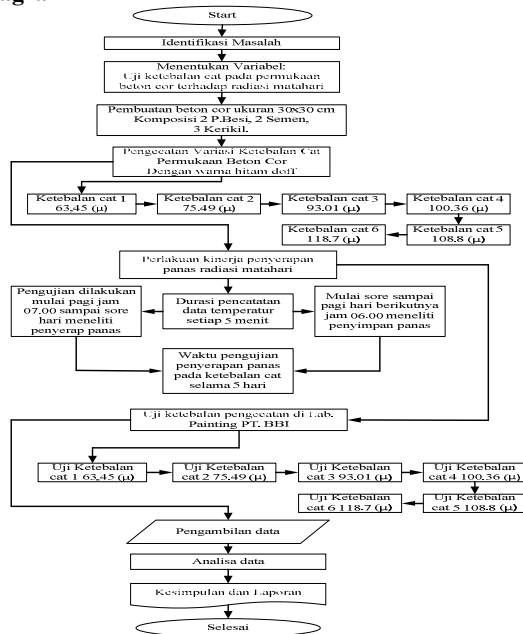 Start
Identifikasi Masalah
Menentukan Variabel:
Uji ketebalan cat pada permukaan
beton cor terhadap radiasi matahari
Pembuatan beton cor ukuran 30x30 cm
Komposisi 2 P.Besi, 2 Semen,
3 Kerikil.
Pengecatan Variasi Ketebalan Cat
Permukaan Beton Cor
Dengan warna hitam doff
Ketebalan cat 1
63,45 (µ)
Ketebalan cat 2
75.49 (µ)
Ketebalan cat 3
93.01 (µ)
Ketebalan cat 4
100.36 (µ)
Ketebalan cat 6
118.7 (µ)
Ketebalan cat 5
108.8 (µ)
Perlakuan kinerja penyerapan
panas radiasi matahari
Pengujian dilakukan
mulai pagi jam
07.00 sampai sore
hari meneliti
penyerap panas
Durasi pencatatan
data temperatur
setiap 5 menit
Mulai sore sampai
pagi hari berikutnya
jam 06.00 meneliti
penyimpan panas
Waktu pengujian
penyerapan panas
pada ketebalan cat
selama 5 hari
Uji ketebalan pengecatan di Lab.
Painting PT. BBI
Uji Ketebalan
cat 1 63,45 (µ)
Uji Ketebalan
cat 2 75.49 (µ)
Uji Ketebalan
cat 3 93.01 (µ)
Uji Ketebalan
cat 4 100.36 (µ)
Uji Ketebalan
cat 6 118.7 (µ)
Uji Ketebalan
cat 5 108.8 (µ)
Pengambilan data
Analisa data
Kesimpulan dan Laporan
Selesai